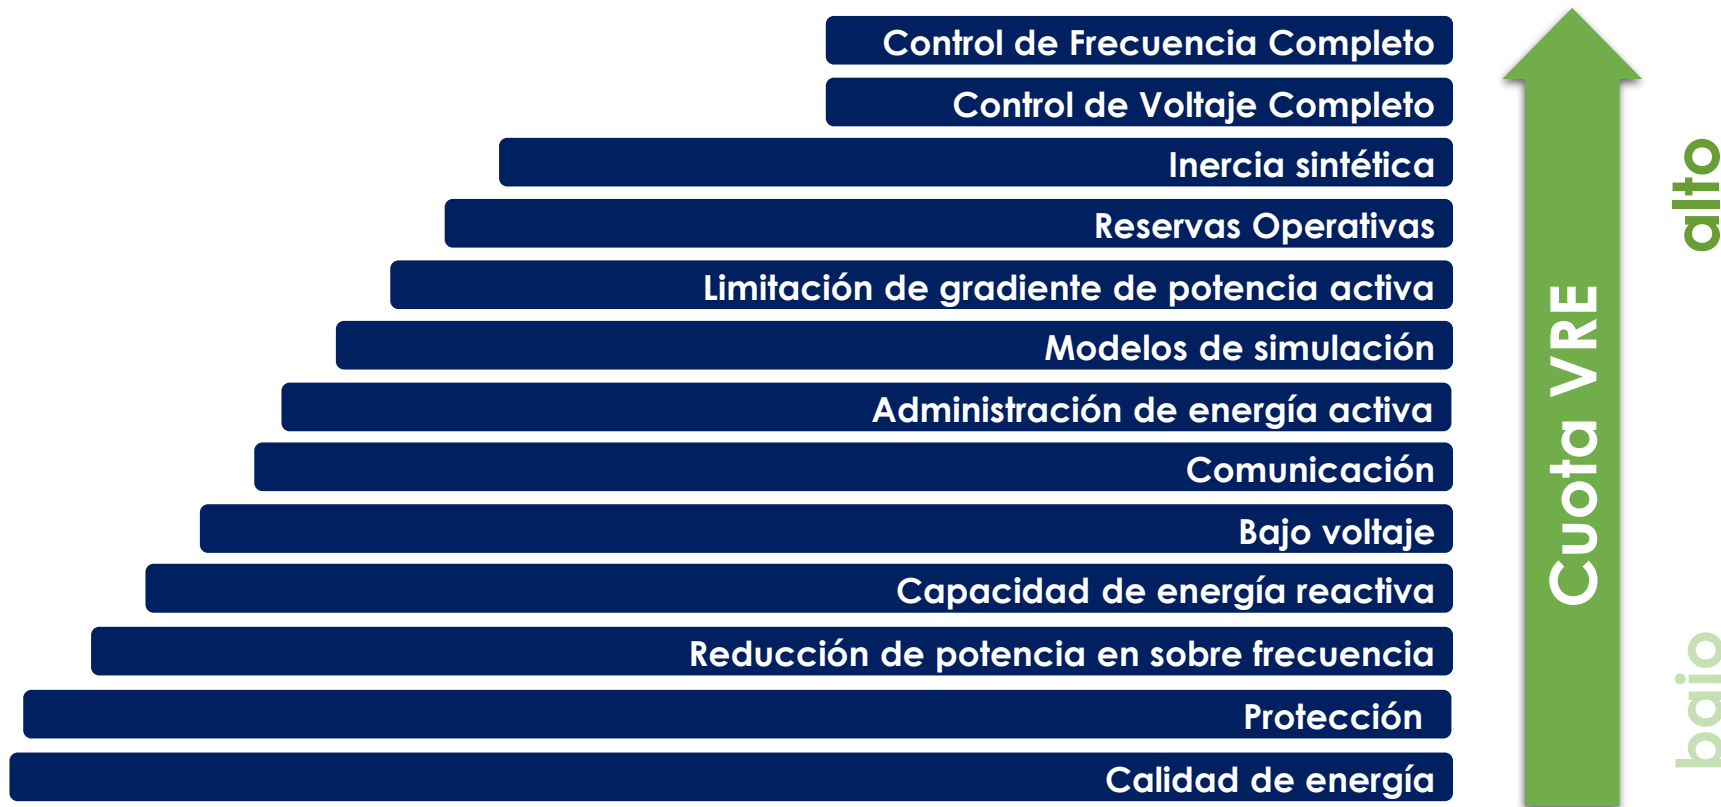 Control de Frecuencia Completo
Control de Voltaje Completo
Inercia sintética
Reservas Operativas
Limitación de gradiente de potencia activa
Modelos de simulación
Administración de energía activa
Comunicación
Bajo voltaje
Capacidad de energía reactiva
Reducción de potencia en sobre frecuencia
Protección
Calidad de energía
Cuota VRE
alto
bajo